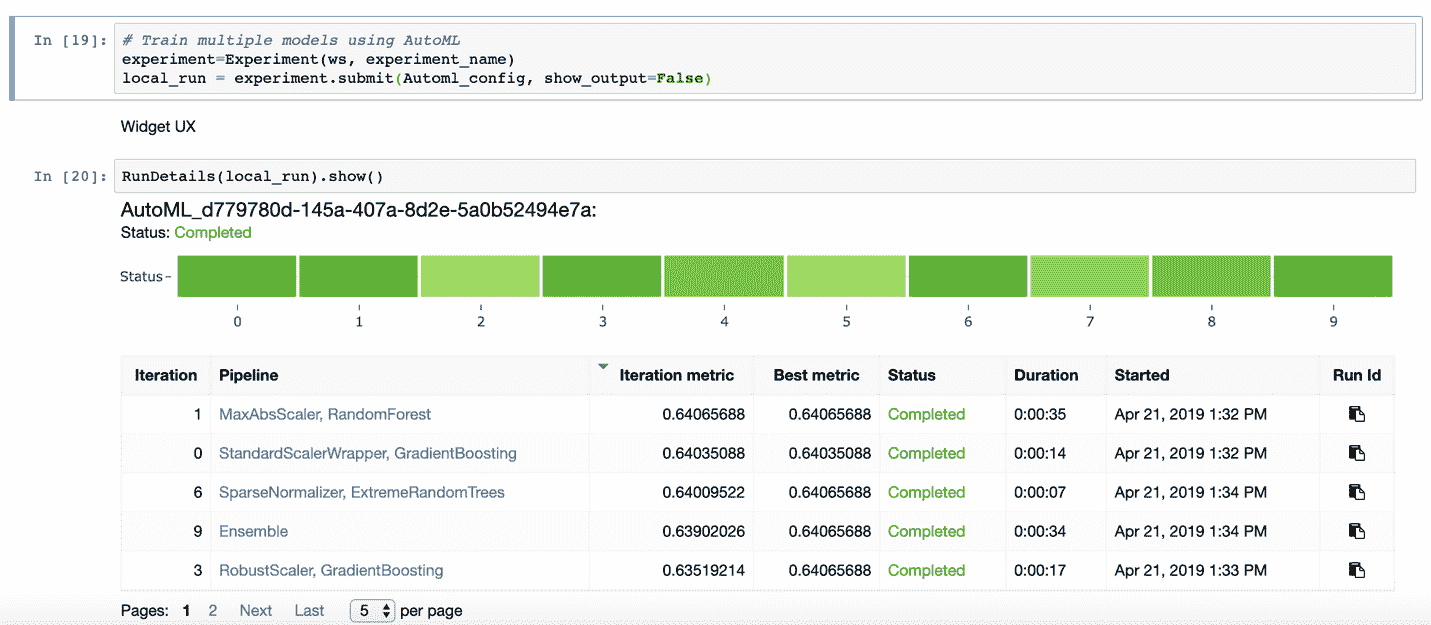 In [19]:
# Train multiple models using AutoML
experiment=Experiment(ws, experiment_name)
local_run = experiment.submit(Automl_config, show_output=False)
Widget UX
In [20]:
RunDetails(local_run).show()
AutoML_d779780d-145a-407a-8d2e-5a0b52494e7a:
Status: Completed
Status
0 1 2 3 4 5 6 7 8 9
Iteration Pipeline Iteration metric Best metric Status Duration Started Run Id
1 MaxAbsScaler, RandomForest 0.64065688 0.64065688 Completed 0:00:35 Apr 21, 2019 1:32 PM
0 StandardScalerWrapper, GradientBoosting 0.64035088 0.64035088 Completed 0:00:14 Apr 21, 2019 1:32 PM
6 SparseNormalizer, ExtremeRandomTrees 0.64009522 0.64065688 Completed 0:00:07 Apr 21, 2019 1:34 PM
9 Ensemble 0.63902026 0.64065688 Completed 0:00:34 Apr 21, 2019 1:34 PM
3 RobustScaler, GradientBoosting 0.63519214 0.64065688 Completed 0:00:17 Apr 21, 2019 1:33 PM
Pages: 1 2 Next Last 5 per page